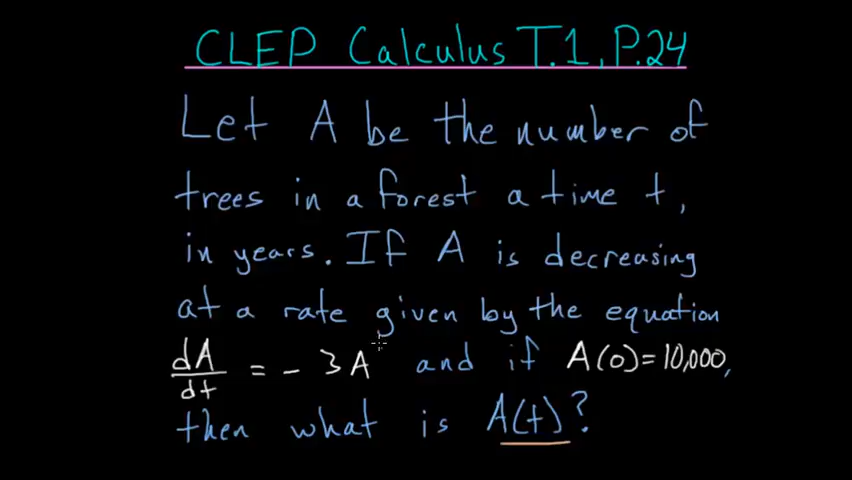 CLEP Calculus T.1, P.24
Let A be the number of
trees in a forest a time t,
in years. If A is decreasing
at a rate given by the equation
dA/dt = - 3A and if A(0) = 10,000,
then what is A(t)?